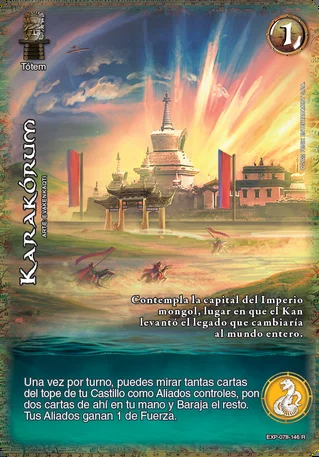 1
Tótem
KARAKÓRUM
Contempla la capital del Imperio
mongol, lugar en que el Kan
levantó el legado que cambiaría
al mundo entero.
Una vez por turno, puedes mirar tantas cartas
del tope de tu Castillo como Aliados controles, pon
dos cartas de ahí en tu mano y Baraja el resto.
Tus Aliados ganan 1 de Fuerza.
EXP-078-146 R